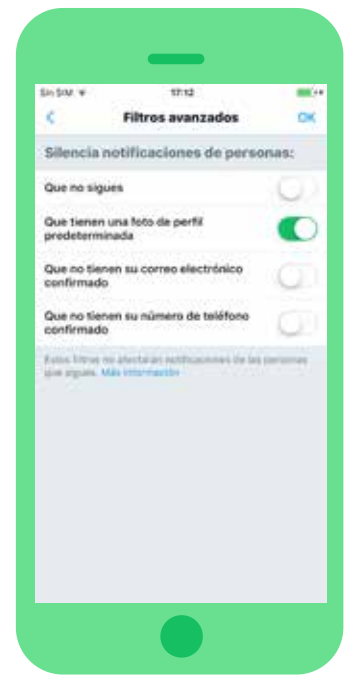 Sin SIM 17:12
Filtros avanzados OK
Silencia notificaciones de personas:
Que no sigues
Que tienen una foto de perfil
predeterminada
Que no tienen su correo electrónico
confirmado
Que no tienen su número de teléfono
confirmado
Estos filtros no afectarán notificaciones de las personas
que sigues. Más información